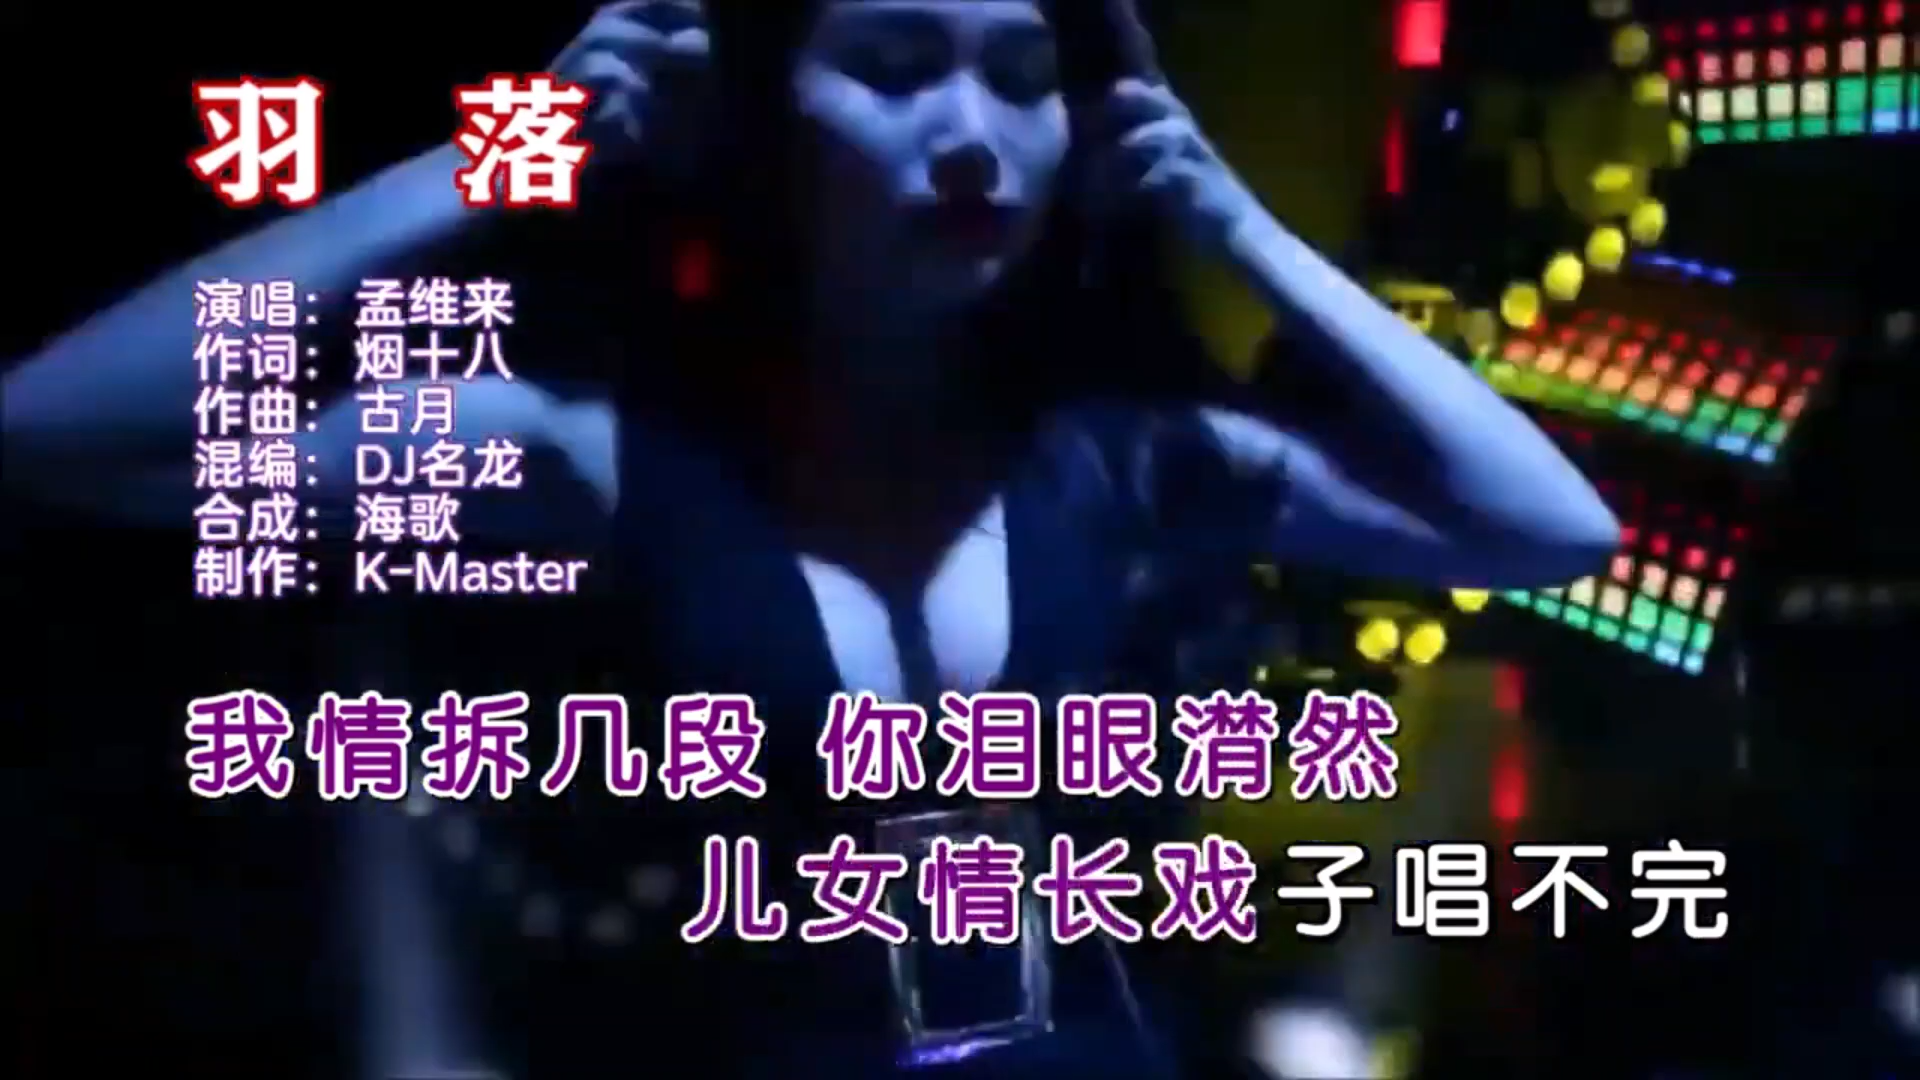 羽 落
演唱：孟维来
作词：烟十八
作曲：古月
混编：DJ名龙
合成：海歌
制作：K-Master
我情拆几段 你泪眼潸然
儿女情长戏子唱不完